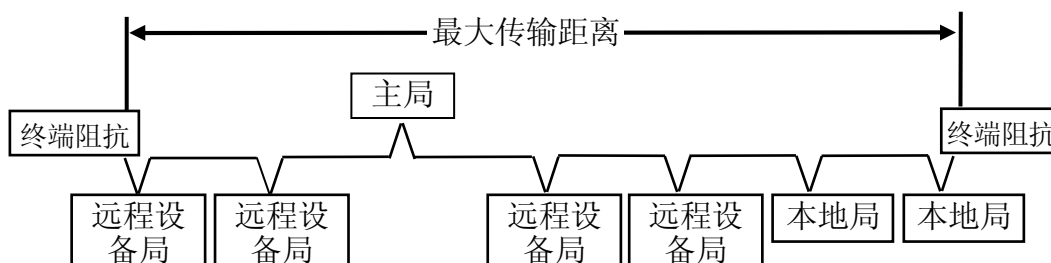 最大传输距离
主局
终端阻抗
终端阻抗
远程设
备局
远程设
备局
远程设
备局
远程设
备局
本地局
本地局